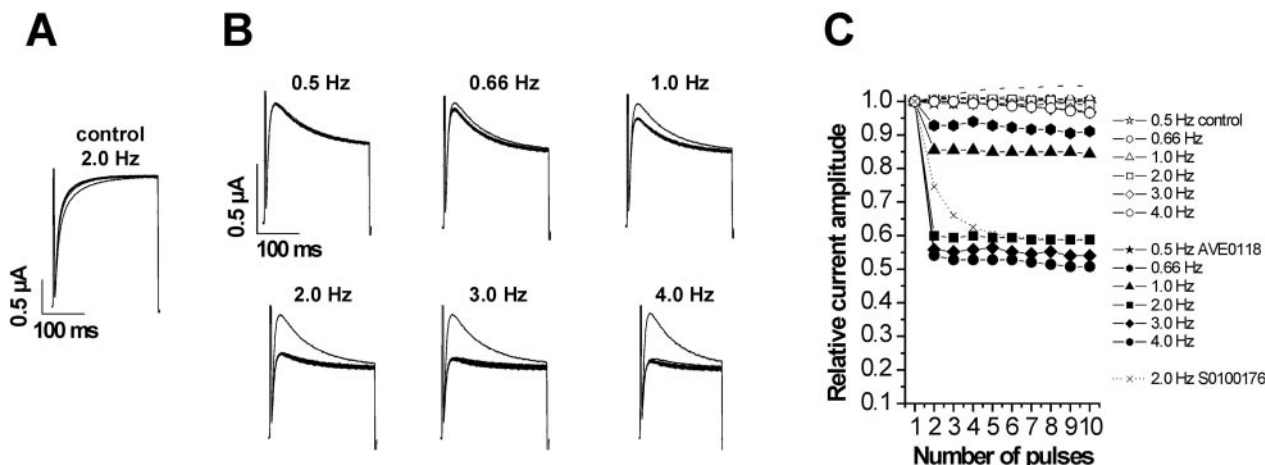 A
control
2.0 Hz
0.5 µA
100 ms
B
0.5 Hz
0.66 Hz
1.0 Hz
0.5 µA
100 ms
2.0 Hz
3.0 Hz
4.0 Hz
C
Relative current amplitude
1.0
0.9
0.8
0.7
0.6
0.5
0.4
0.3
0.2
0.1
1 2 3 4 5 6 7 8 9 10
Number of pulses
0.5 Hz control
0.66 Hz
1.0 Hz
2.0 Hz
3.0 Hz
4.0 Hz
0.5 Hz AVE0118
0.66 Hz
1.0 Hz
2.0 Hz
3.0 Hz
4.0 Hz
2.0 Hz S0100176